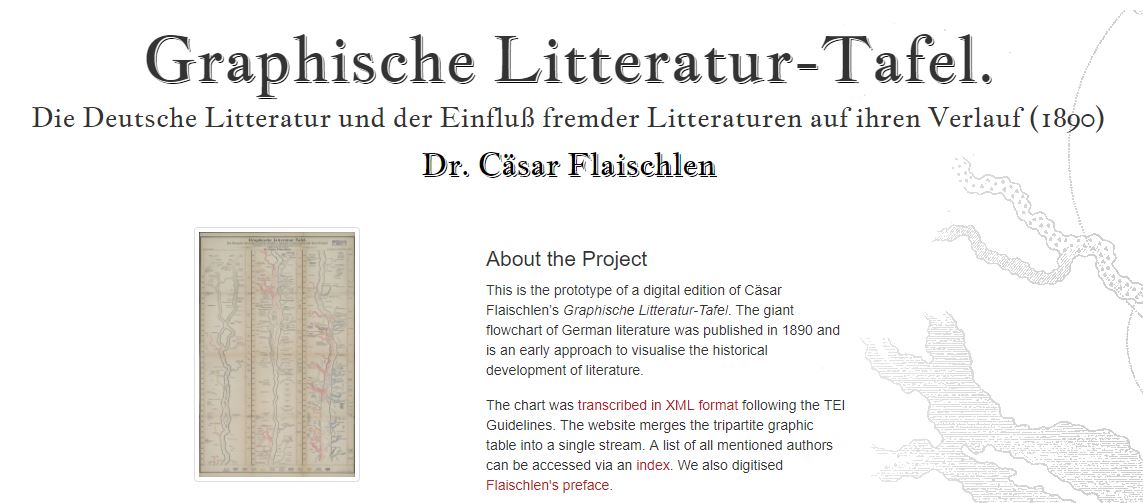 Graphische Litteratur-Tafel.
Die Deutsche Litteratur und der Einfluß fremder Litteraturen auf ihren Verlauf (1890)
Dr. Cäsar Flaischlen
Graphische Litteratur-Tafel.
About the Project
This is the prototype of a digital edition of Cäsar
Flaischlen's Graphische Litteratur-Tafel. The giant
flowchart of German literature was published in 1890 and
is an early approach to visualise the historical
development of literature.
The chart was transcribed in XML format following the TEI
Guidelines. The website merges the tripartite graphic
table into a single stream. A list of all mentioned authors
can be accessed via an index. We also digitised
Flaischlen's preface.